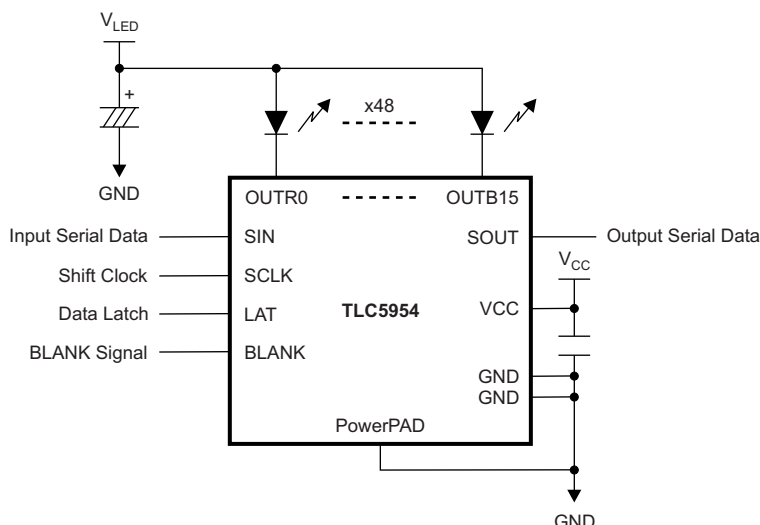 VLED
+
x48
GND
OUTR0
OUTB15
Input Serial Data
SIN
SOUT
Output Serial Data
Shift Clock
SCLK
VCC
Data Latch
LAT
TLC5954
VCC
BLANK Signal
BLANK
GND
GND
PowerPAD
GND